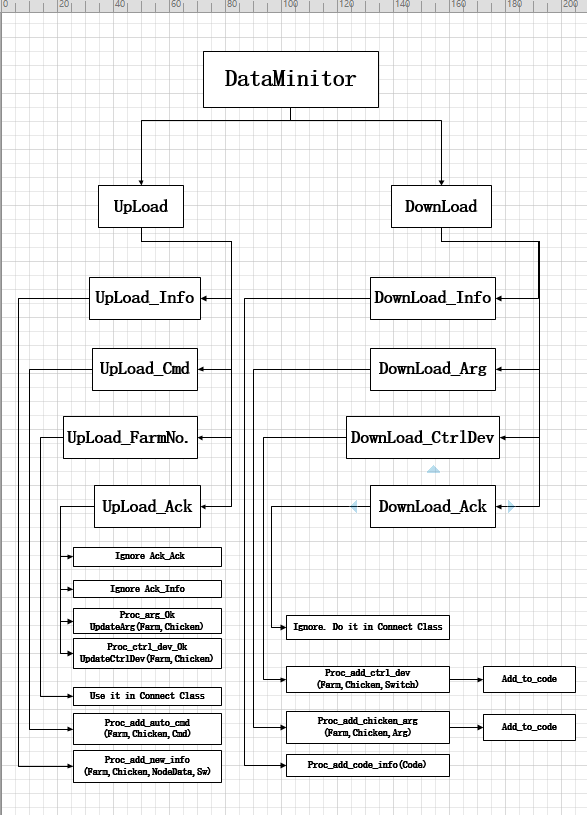 0 20 40 60 80 100 120 140 160 180 200
DataMinitor
UpLoad DownLoad
UpLoad_Info DownLoad_Info
UpLoad_Cmd DownLoad_Arg
UpLoad_FarmNo. DownLoad_CtrlDev
UpLoad_Ack DownLoad_Ack
Ignore Ack_Ack
Ignore Ack_Info
Proc_arg_Ok
UpdateArg(Farm,Chicken)
Proc_ctrl_dev_Ok
UpdateCtrlDev(Farm,Chicken)
Use it in Connect Class
Proc_add_auto_cmd
(Farm,Chicken,Cmd)
Proc_add_new_info
(Farm,Chicken,NodeData,Sw)
Ignore. Do it in Connect Class
Proc_add_ctrl_dev
(Farm,Chicken,Switch)
Add_to_code
Proc_add_chicken_arg
(Farm,Chicken,Arg)
Add_to_code
Proc_add_code_info(Code)